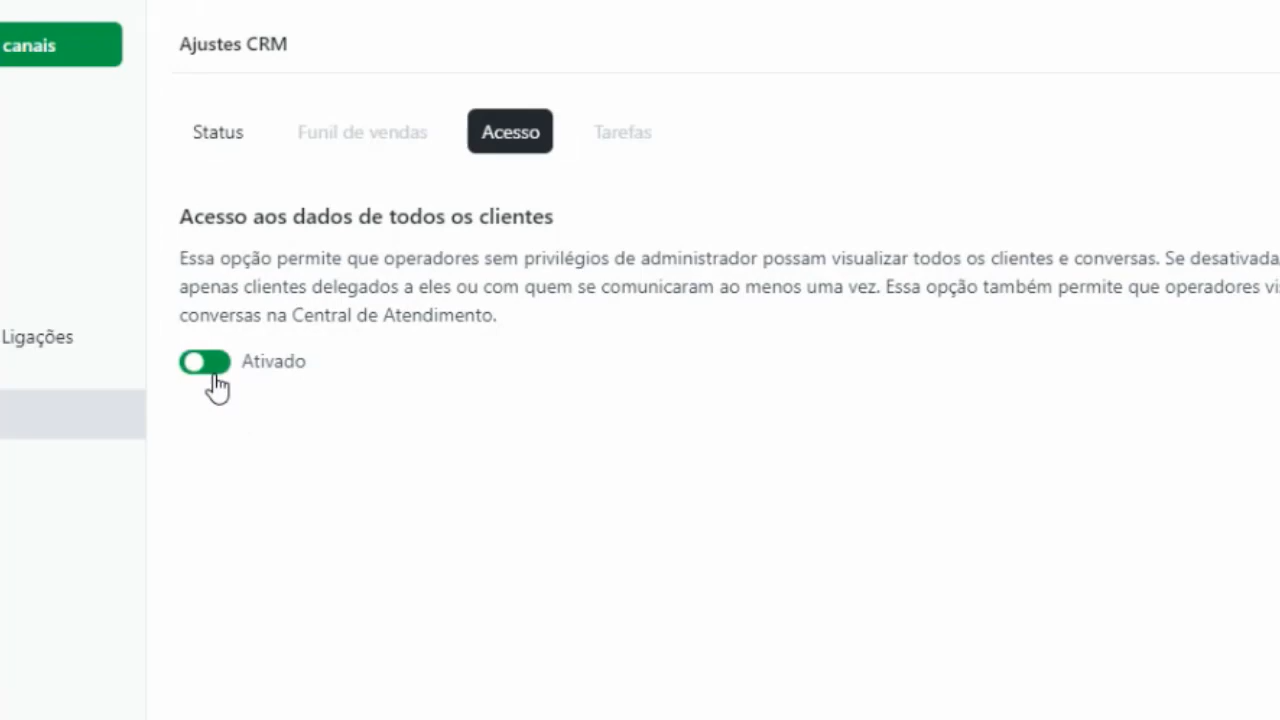 canais
Ajustes CRM
Status
Funil de vendas
Acesso
Tarefas
Acesso aos dados de todos os clientes
Essa opção permite que operadores sem privilégios de administrador possam visualizar todos os clientes e conversas. Se desativada,
apenas clientes delegados a eles ou com quem se comunicaram ao menos uma vez. Essa opção também permite que operadores
conversas na Central de Atendimento.
Ligações
Ativado